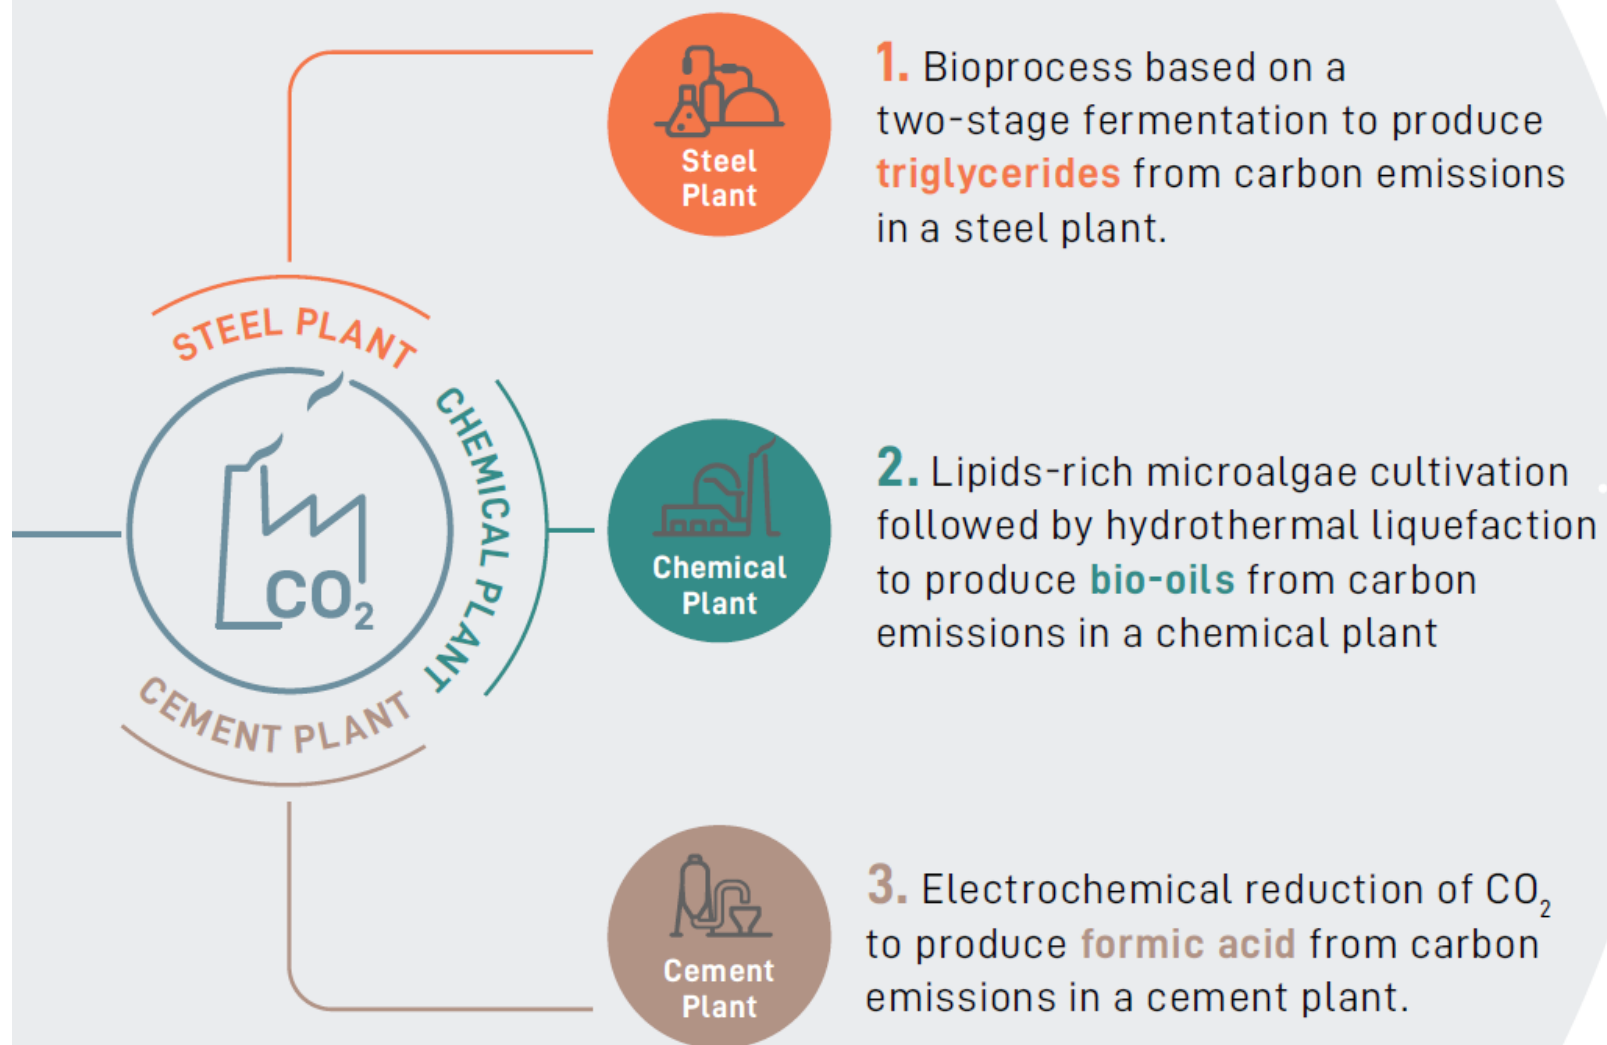 Steel
Plant
1. Bioprocess based on a
two-stage fermentation to produce
triglycerides from carbon emissions
in a steel plant.
STEEL PLANT
CHEMICAL PLANT
CO₂
CEMENT PLANT
Chemical
Plant
2. Lipids-rich microalgae cultivation
followed by hydrothermal liquefaction
to produce bio-oils from carbon
emissions in a chemical plant
Cement
Plant
3. Electrochemical reduction of CO₂
to produce formic acid from carbon
emissions in a cement plant.